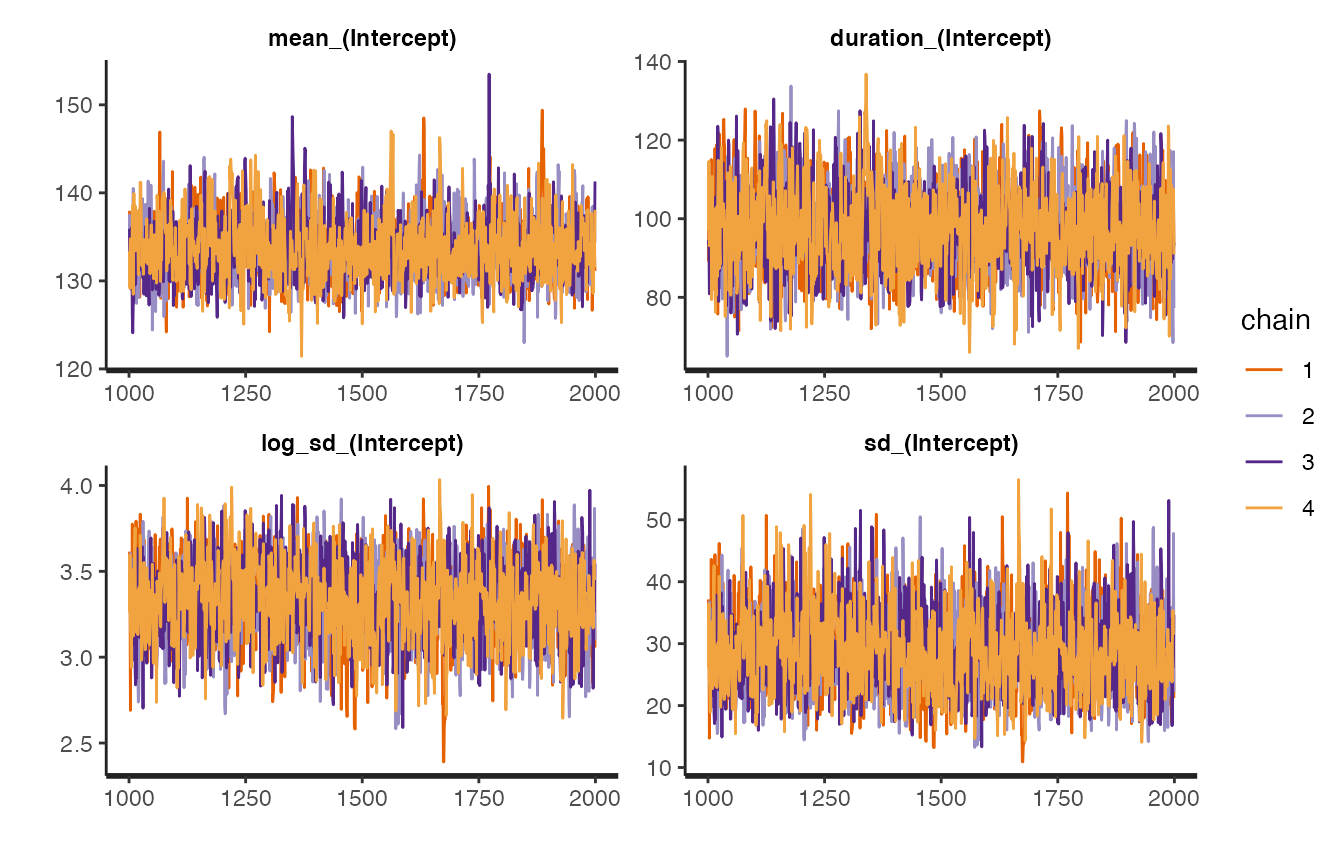 mean_(Intercept)
150
140
130
120
1000 1250 1500 1750 2000
duration_(Intercept)
140
120
100
80
1000 1250 1500 1750 2000
log_sd_(Intercept)
4.0
3.5
3.0
2.5
1000 1250 1500 1750 2000
sd_(Intercept)
50
40
30
20
10
1000 1250 1500 1750 2000
chain
1
2
3
4